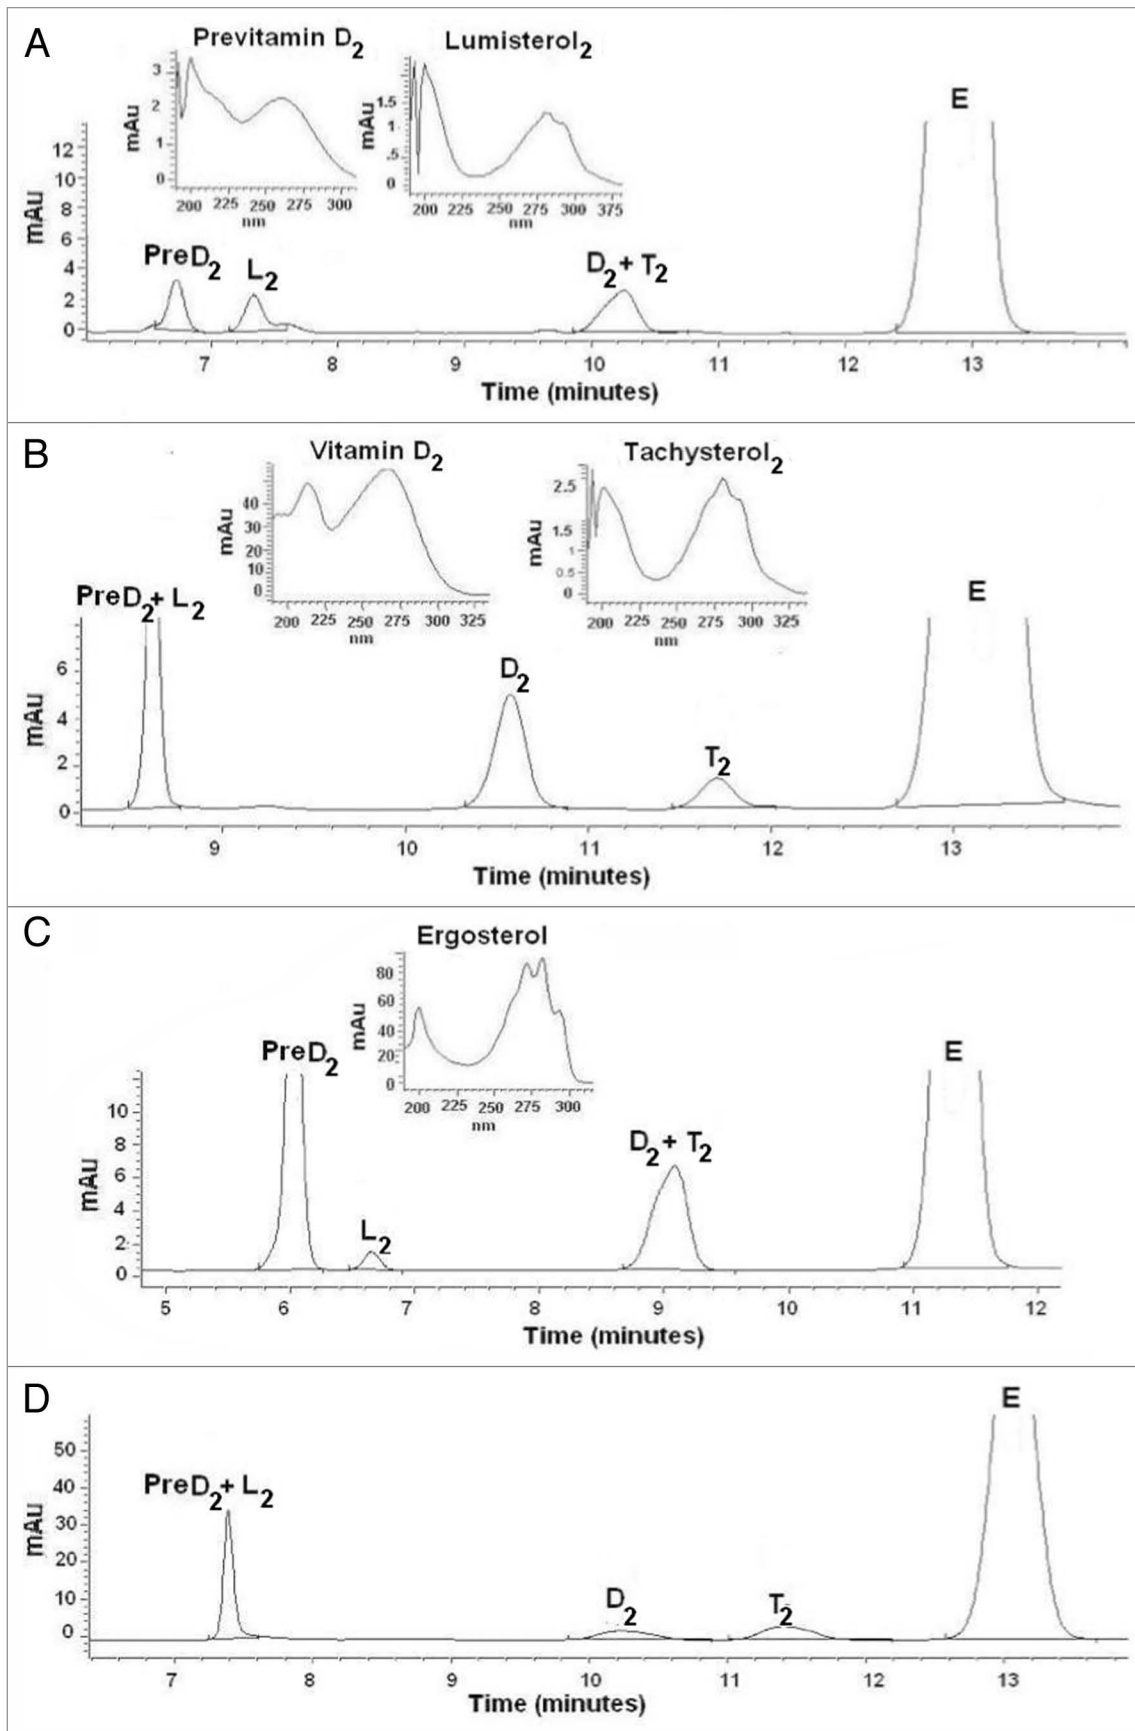 A
Previtamin D2
Lumisterol2
mAu
3
2
1
0
200 225 250 275 300
nm
mAu
1.5
1
.5
0
200 225 250 275 300 375
nm
E
mAu
12
10
8
6
4
2
0
PreD2
L2
D2 + T2
7 8 9 10 11 12 13
Time (minutes)
B
Vitamin D2
Tachysterol2
mAu
40
30
20
10
0
200 225 250 275 300 325
nm
mAu
2.5
1.5
1
0.5
0
200 225 250 275 300 325
nm
PreD2+ L2
E
mAu
6
4
2
0
D2
T2
9 10 11 12 13
Time (minutes)
C
Ergosterol
mAu
80
60
40
20
0
200 225 250 275 300
nm
PreD2
E
mAu
10
8
6
4
2
0
L2
D2 + T2
5 6 7 8 9 10 11 12
Time (minutes)
D
E
mAu
50
40
30
20
10
0
PreD2+ L2
D2
T2
7 8 9 10 11 12 13
Time (minutes)